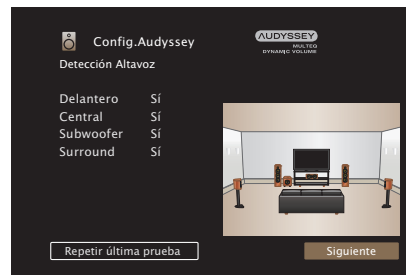 Config.Audyssey
AUDYSSEY
MULTEQ
DYNAMIC VOLUME
Detección Altavoz
Delantero Sí
Central Sí
Subwoofer Sí
Surround Sí
Repetir última prueba
Siguiente